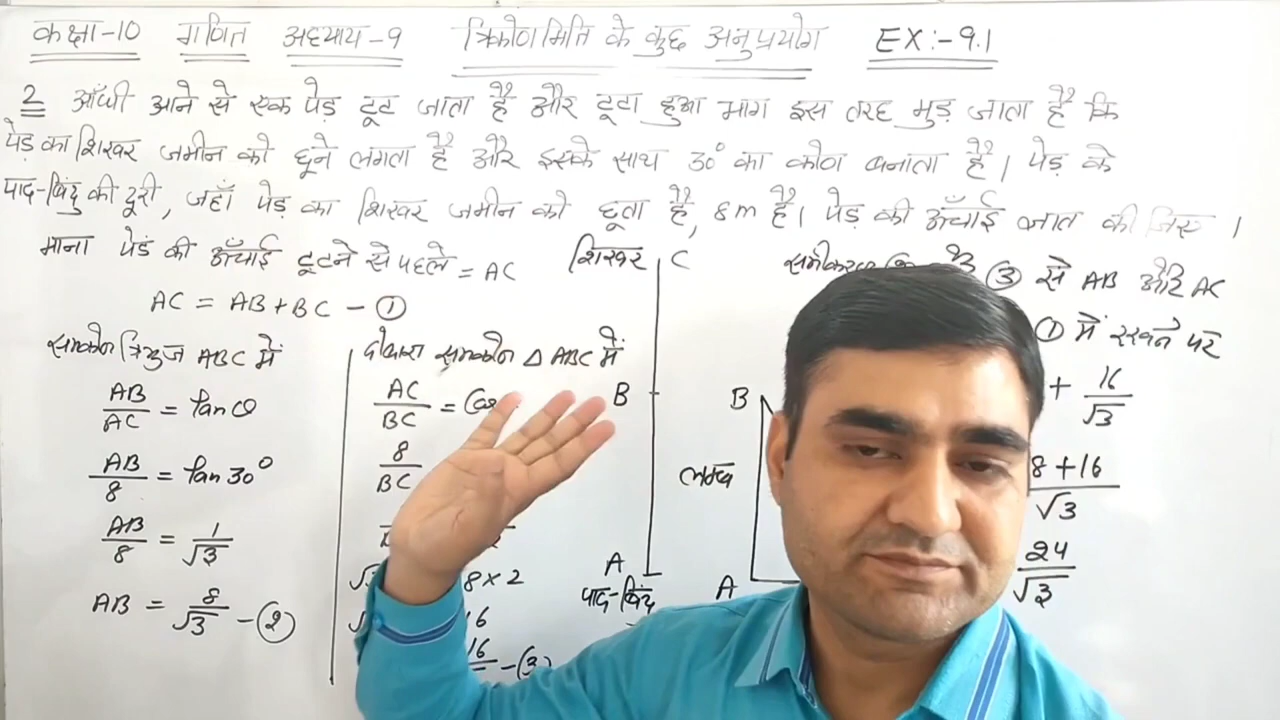 कक्षा-10 गणित अध्याय-9 त्रिकोणमिति के कुछ अनुप्रयोग EX:-9.1
2 आँधी आने से एक पेड़ टूट जाता है और टूटा हुआ भाग इस तरह मुड़ जाता है कि
पेड़ का शिखर जमीन को छूने लगता है और इसके साथ 30° का कोण बनाता है। पेड़ के
पाद-बिंदु की दूरी, जहाँ पेड़ का शिखर जमीन को छूता है, 8m है। पेड़ की ऊँचाई ज्ञात कीजिए।
माना पेड़ की ऊँचाई टूटने से पहले = AC
AC = AB + BC - ①
समकोन त्रिभुज ABC में
AB/AC = tan θ
AB/8 = tan 30°
AB/8 = 1/√3
AB = 8/√3 - ②
दोबारा समकोन Δ ABC में
AC/BC = Cos
8/BC
8 × 2
16
16 - ③
शिखर C
B
A
पाद-बिंदु
B
लम्ब
A
समीकरण ③ से AB और AC
① में रखने पर
+ 16/√3
8 + 16/√3
24/√3